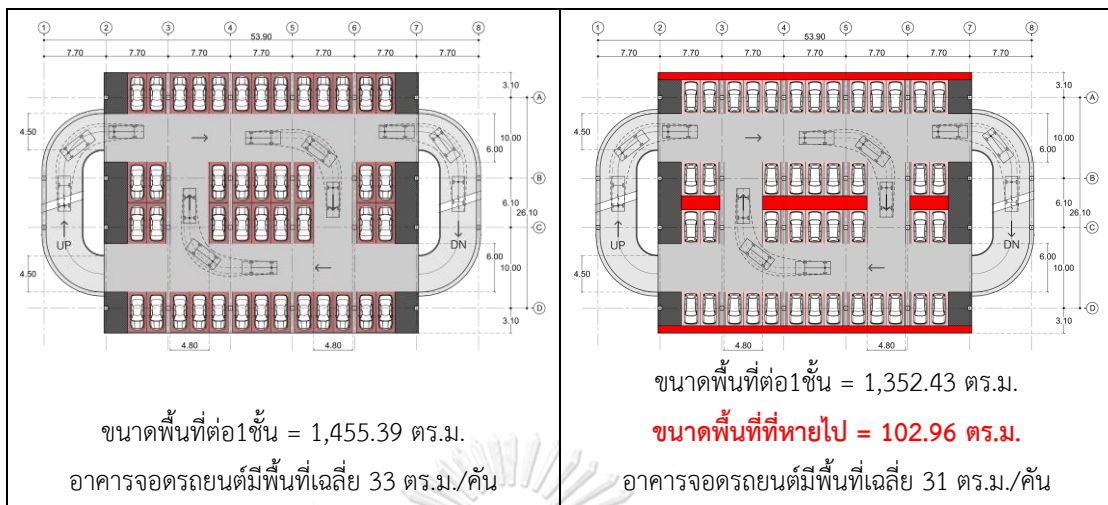 1 2 3 4 5 6 7 8
53.90
7.70 7.70 7.70 7.70 7.70 7.70 7.70
3.10
A
4.50
10.00
6.00
B
6.10
26.10
C
UP
DN
6.00
4.50
10.00
D
3.10
4.80 4.80
ขนาดพื้นที่ต่อ1ชั้น = 1,455.39 ตร.ม.
อาคารจอดรถยนต์มีพื้นที่เฉลี่ย 33 ตร.ม./คัน
1 2 3 4 5 6 7 8
53.90
7.70 7.70 7.70 7.70 7.70 7.70 7.70
3.10
A
4.50
10.00
6.00
B
6.10
26.10
C
UP
DN
6.00
4.50
10.00
D
3.10
4.80 4.80
ขนาดพื้นที่ต่อ1ชั้น = 1,352.43 ตร.ม.
ขนาดพื้นที่ที่หายไป = 102.96 ตร.ม.
อาคารจอดรถยนต์มีพื้นที่เฉลี่ย 31 ตร.ม./คัน